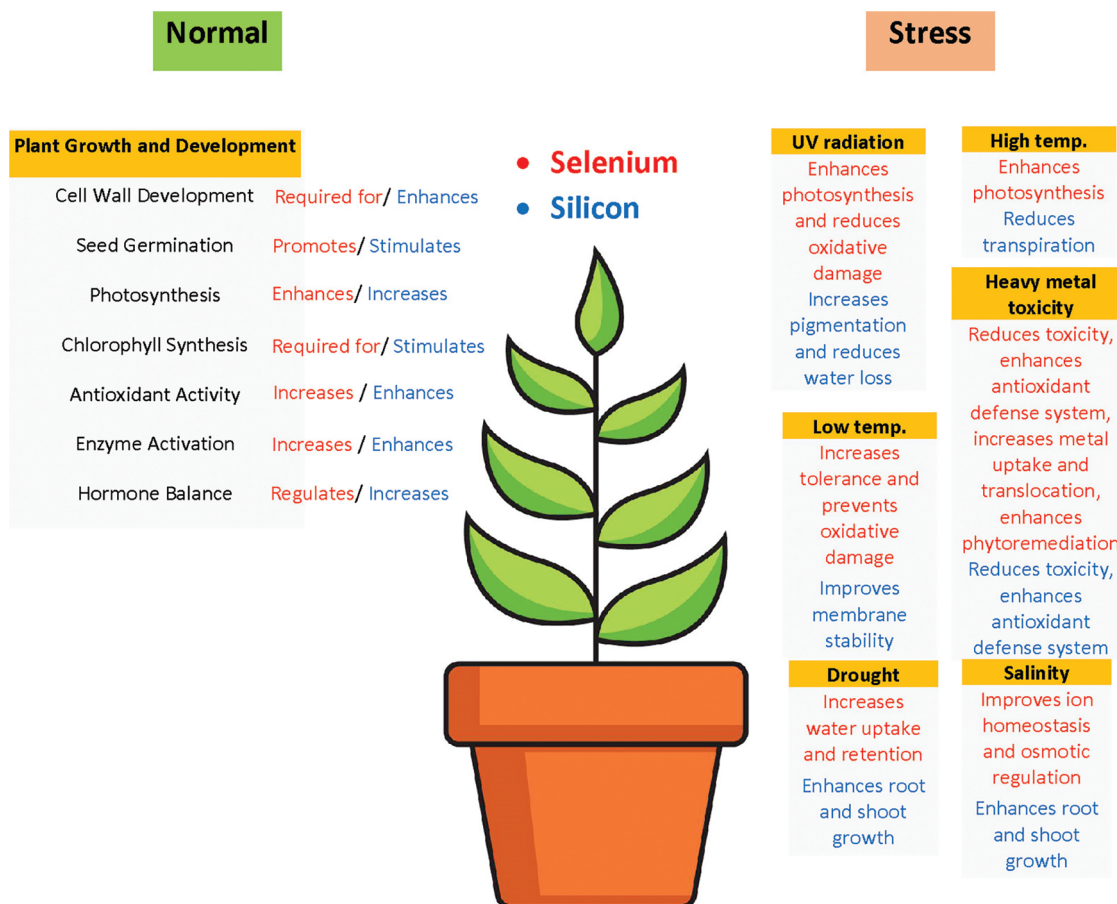 Normal
Stress
Plant Growth and Development
Cell Wall Development Required for/ Enhances
Seed Germination Promotes/ Stimulates
Photosynthesis Enhances/ Increases
Chlorophyll Synthesis Required for/ Stimulates
Antioxidant Activity Increases / Enhances
Enzyme Activation Increases / Enhances
Hormone Balance Regulates/ Increases
• Selenium
• Silicon
UV radiation
Enhances
photosynthesis
and reduces
oxidative
damage
Increases
pigmentation
and reduces
water loss
High temp.
Enhances
photosynthesis
Reduces
transpiration
Heavy metal
toxicity
Reduces toxicity,
enhances
antioxidant
defense system,
increases metal
uptake and
translocation,
enhances
phytoremediation
Reduces toxicity,
enhances
antioxidant
defense system
Low temp.
Increases
tolerance and
prevents
oxidative
damage
Improves
membrane
stability
Drought
Increases
water uptake
and retention
Enhances root
and shoot
growth
Salinity
Improves ion
homeostasis
and osmotic
regulation
Enhances root
and shoot
growth